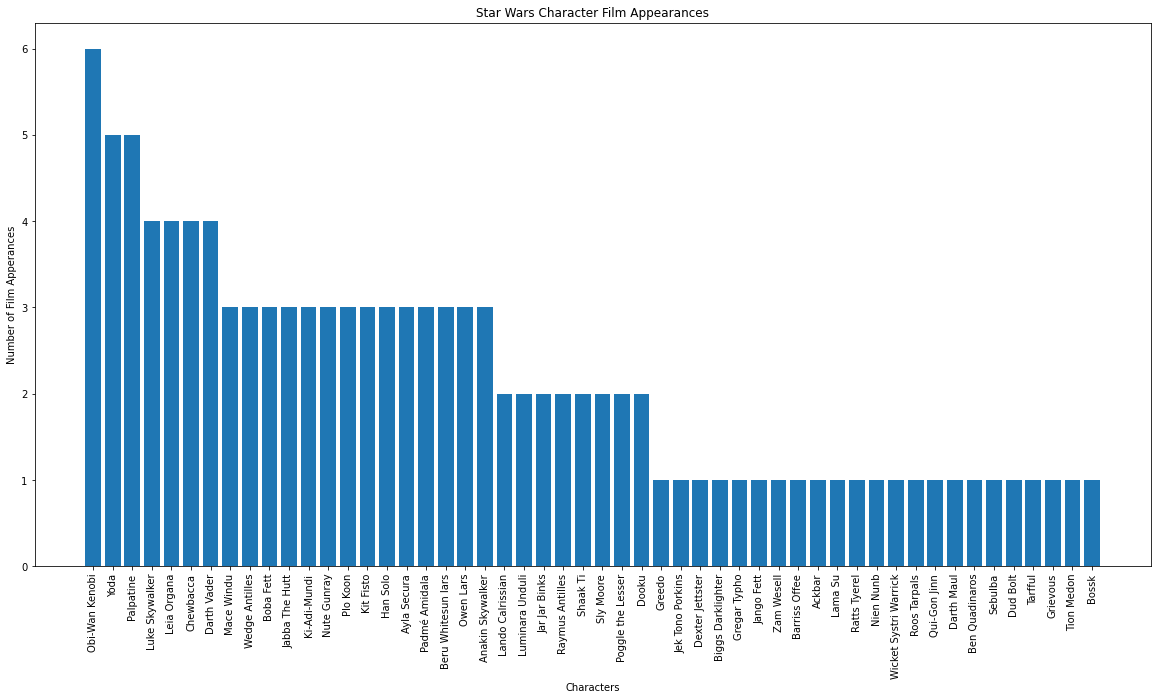 Star Wars Character Film Appearances
6
5
4
3
2
1
0
Number of Film Apperances
Obi-Wan Kenobi
Yoda
Palpatine
Luke Skywalker
Leia Organa
Chewbacca
Darth Vader
Mace Windu
Wedge Antilles
Boba Fett
Jabba The Hutt
Ki-Adi-Mundi
Nute Gunray
Plo Koon
Kit Fisto
Han Solo
Ayla Secura
Padmé Amidala
Beru Whitesun lars
Owen Lars
Anakin Skywalker
Lando Calrissian
Luminara Unduli
Jar Jar Binks
Raymus Antilles
Shaak Ti
Sly Moore
Poggle the Lesser
Dooku
Greedo
Jek Tono Porkins
Dexter Jettster
Biggs Darklighter
Gregar Typho
Jango Fett
Zam Wesell
Barriss Offee
Ackbar
Lama Su
Ratts Tyerel
Nien Nunb
Wicket Systri Warrick
Roos Tarpals
Qui-Gon Jinn
Darth Maul
Ben Quadinaros
Sebulba
Dud Bolt
Tarfful
Grievous
Tion Medon
Bossk
Characters